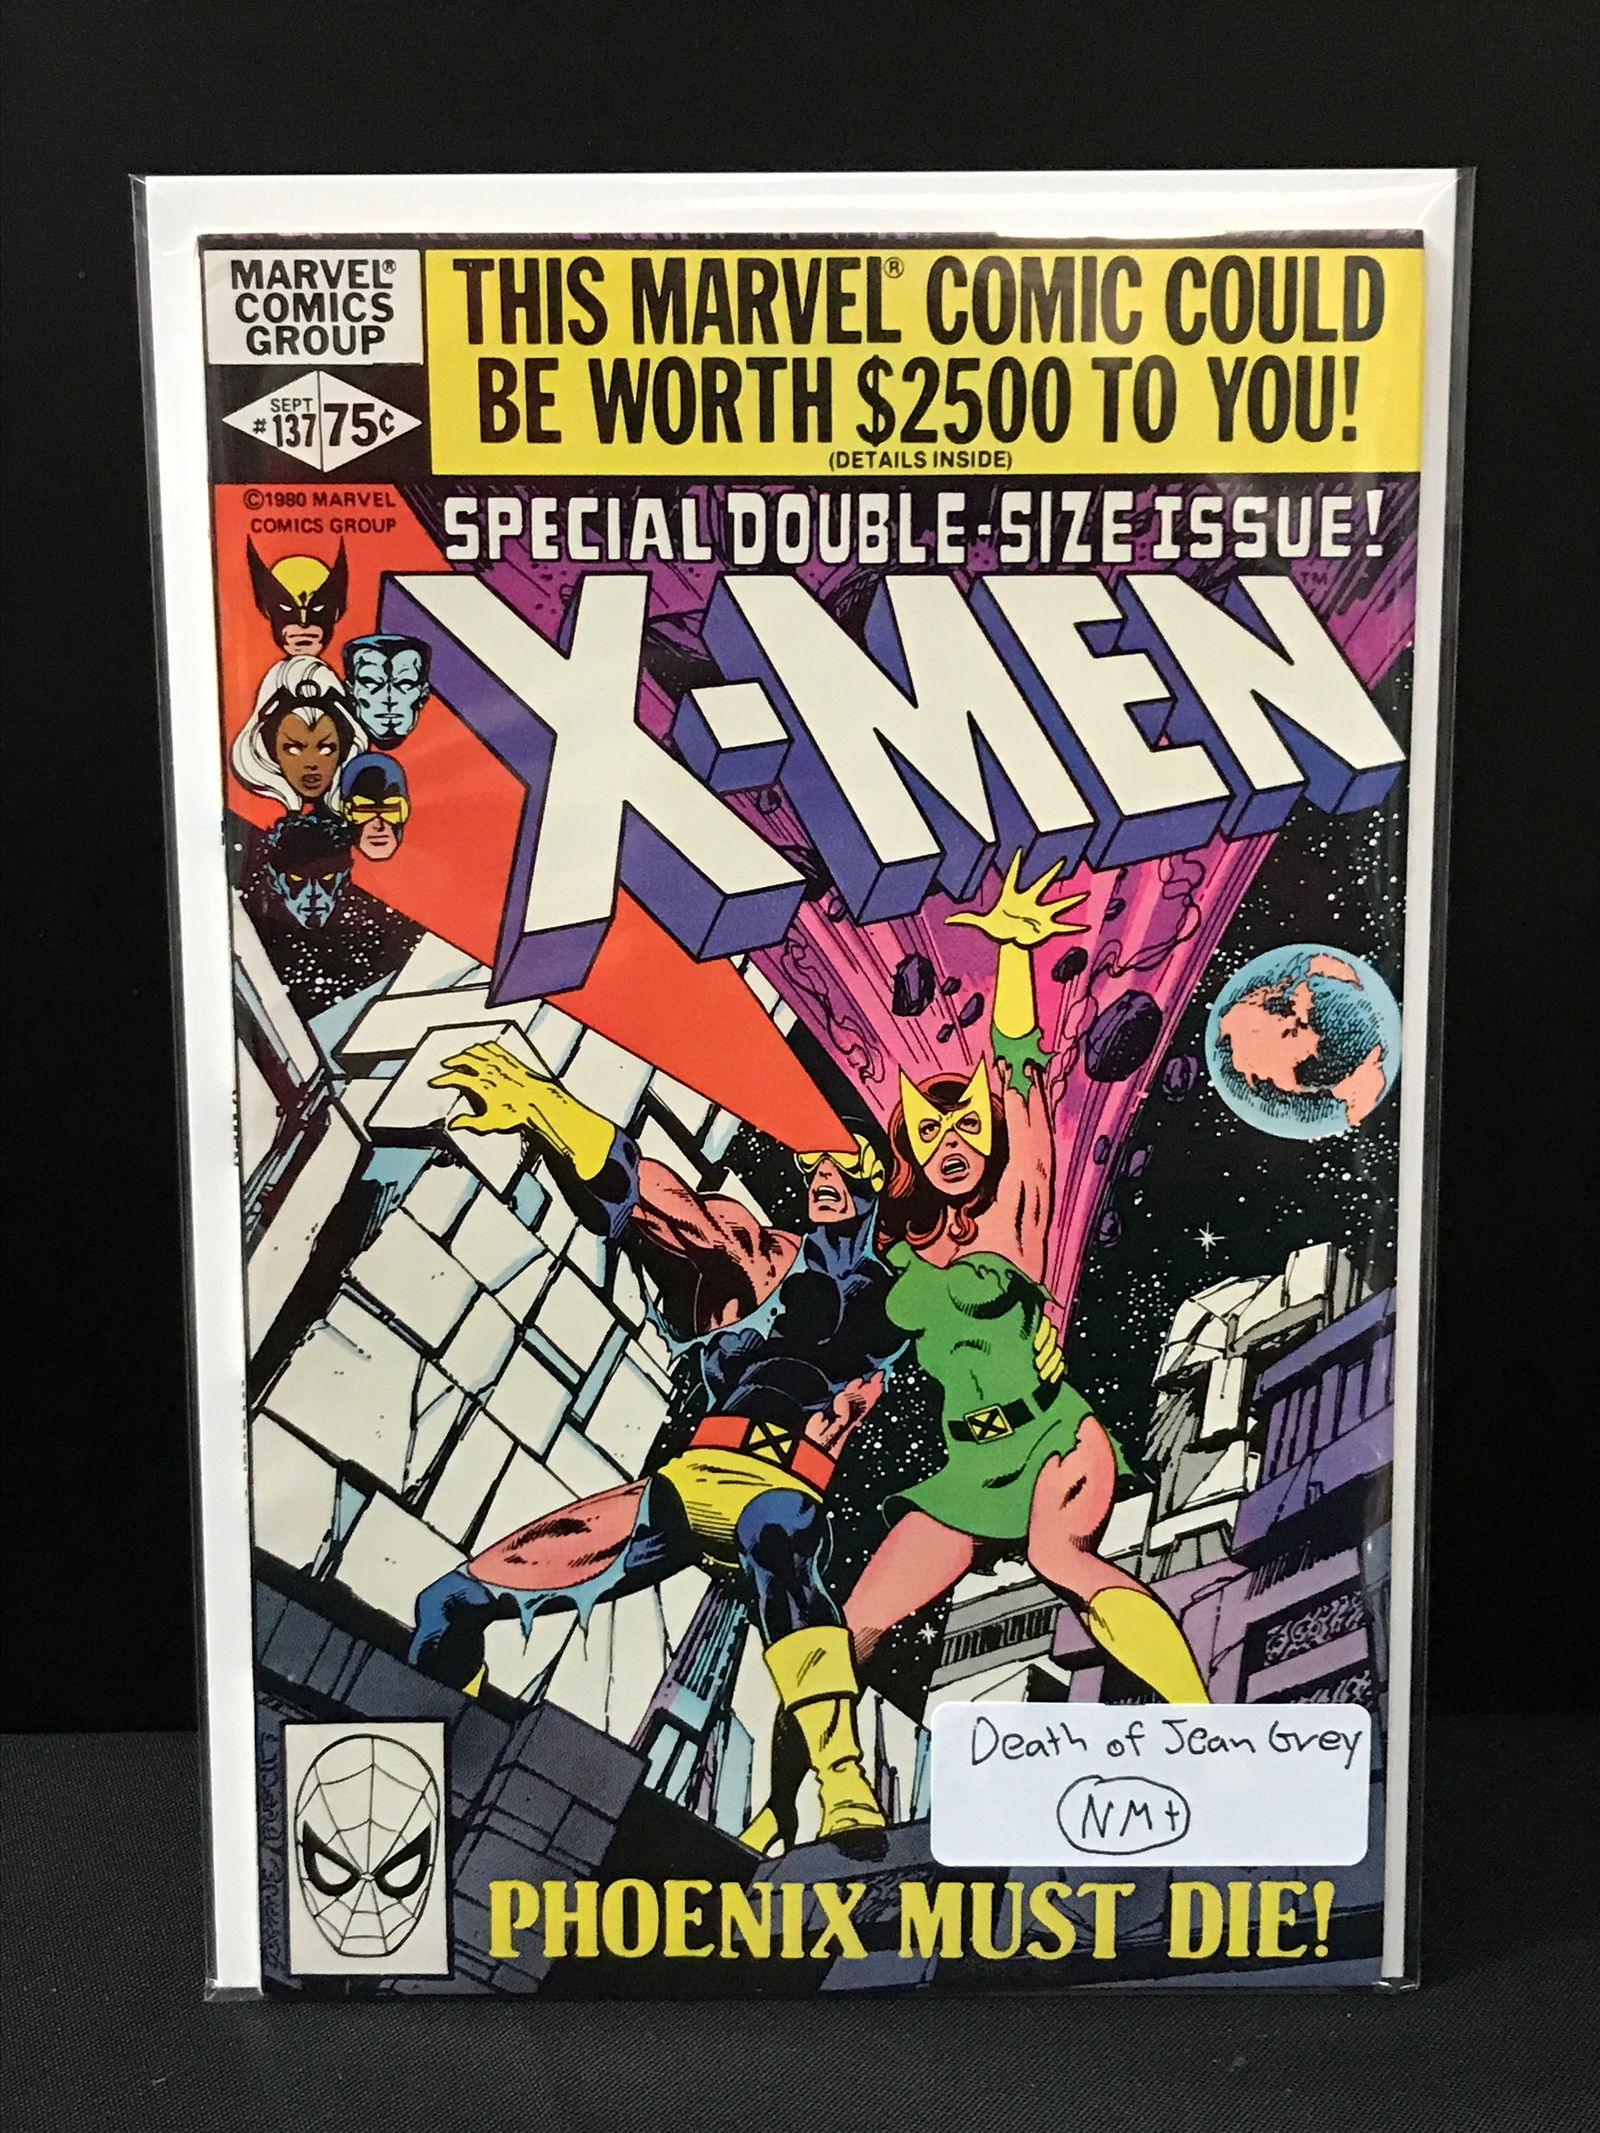 MARVEL®
COMICS
GROUP
THIS MARVEL® COMIC COULD
BE WORTH $2500 TO YOU!
(DETAILS INSIDE)
SEPT
#137
75¢
©1980 MARVEL
COMICS GROUP
SPECIAL DOUBLE-SIZE ISSUE!
X-MEN™
Death of Jean Grey
NM+
PHOENIX MUST DIE!